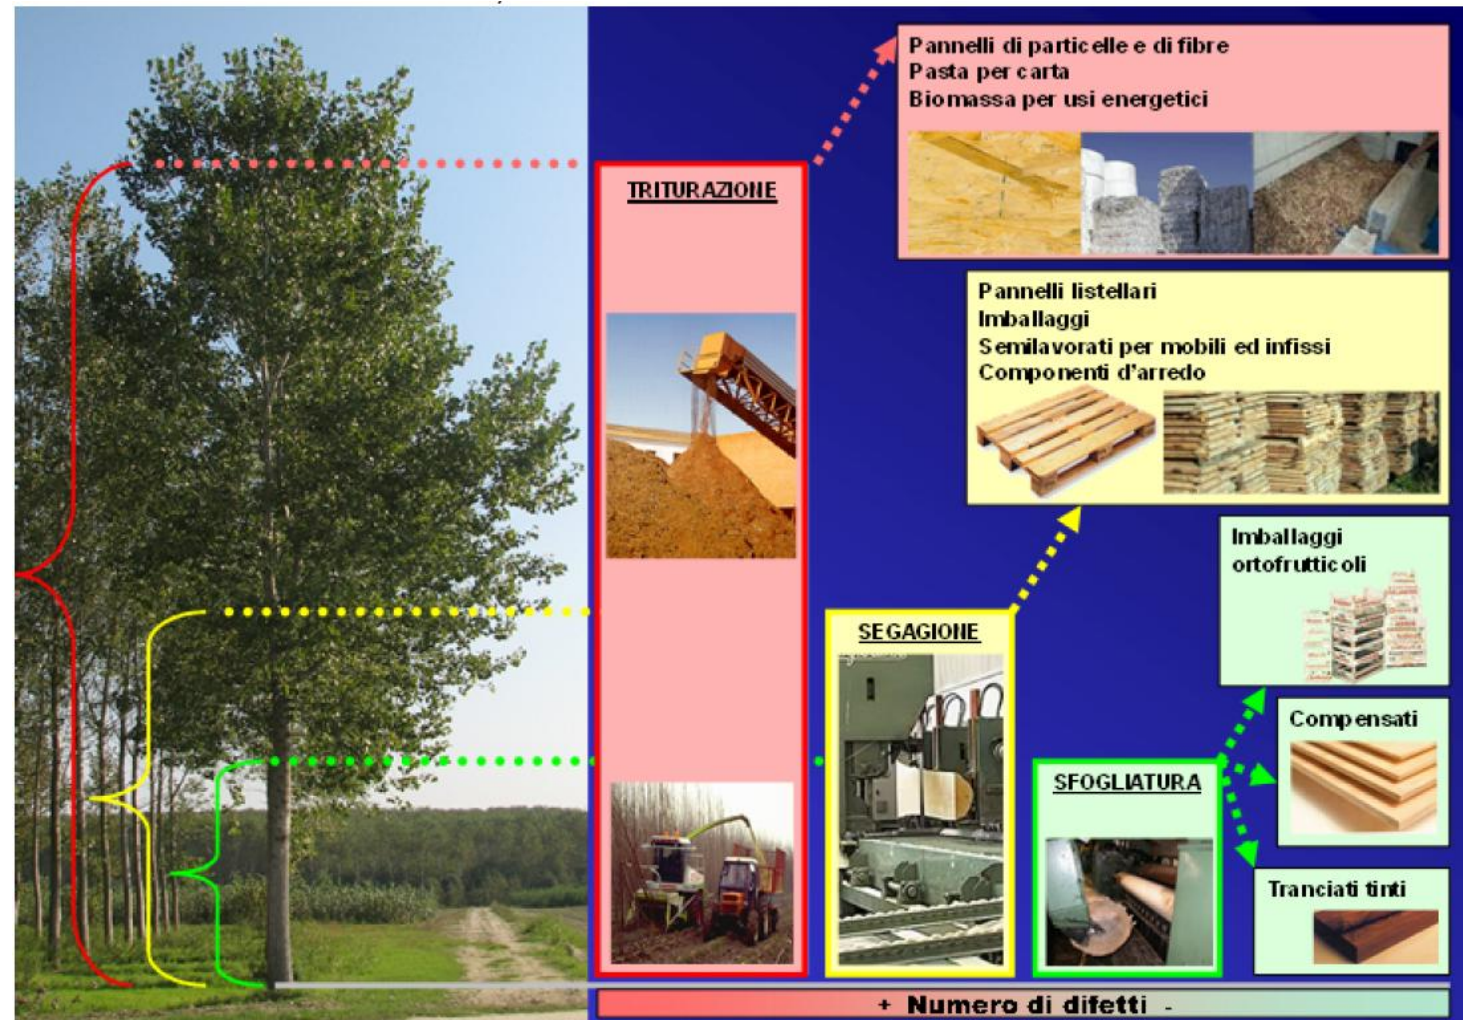 Pannelli di particelle e di fibre
Pasta per carta
Biomassa per usi energetici
TRITURAZIONE
Pannelli listellari
Imballaggi
Semilavorati per mobili ed infissi
Componenti d'arredo
Imballaggi
ortofrutticoli
SEGAGIONE
Compensati
SFOGLIATURA
Tranciati tinti
+ Numero di difetti -